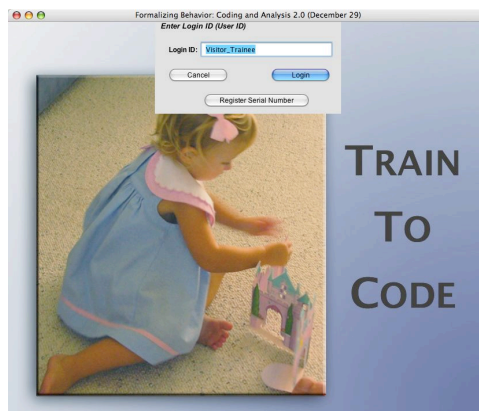 Formalizing Behavior: Coding and Analysis 2.0 (December 29)
Enter Login ID (User ID)
Login ID: Visitor_Trainee
Cancel Login
Register Serial Number
TRAIN
TO
CODE